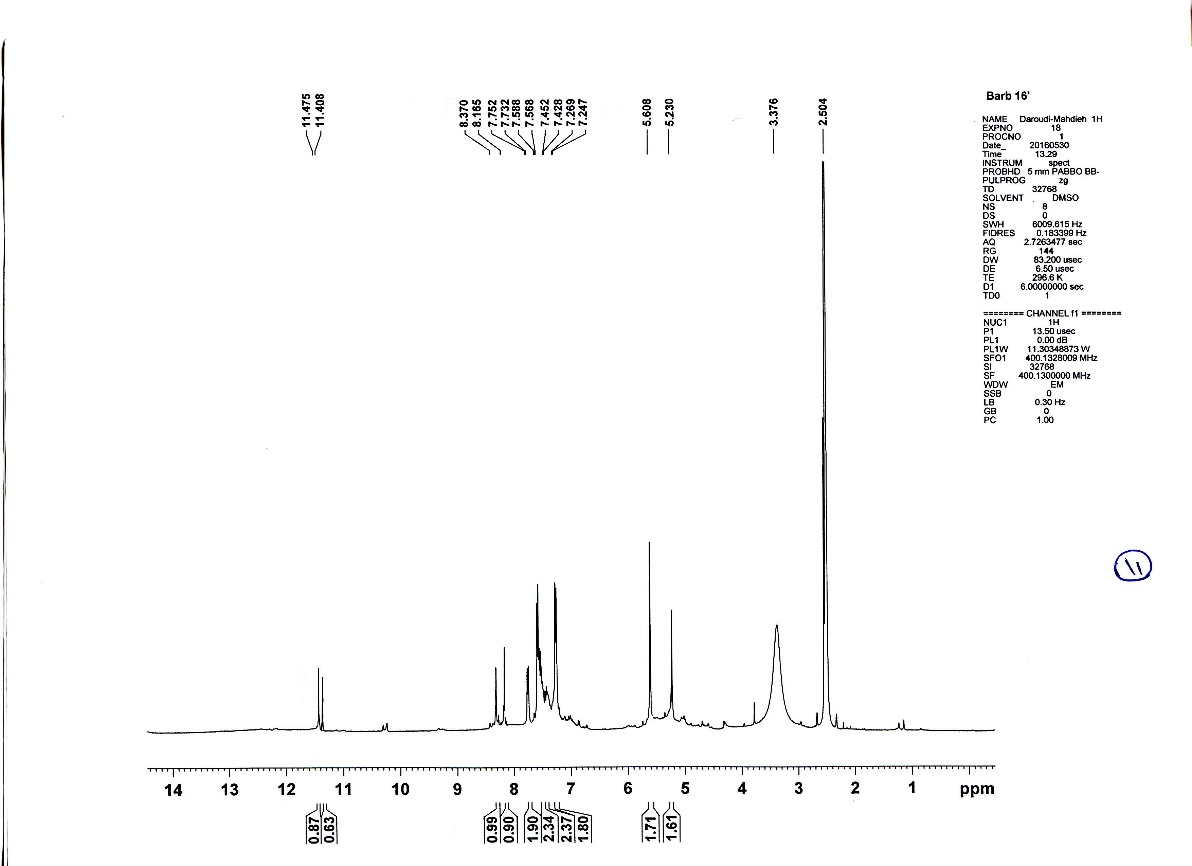 Barb 16'
NAME Daroudi-Mahdieh 1H
EXPNO 18
PROCNO 1
Date_ 20160530
Time 13.29
INSTRUM spect
PROBHD 5 mm PABBO BB-
PULPROG zg
TD 32768
SOLVENT DMSO
NS 8
DS 0
SWH 6009.615 Hz
FIDRES 0.183399 Hz
AQ 2.7263477 sec
RG 144
DW 83.200 usec
DE 6.50 usec
TE 296.6 K
D1 6.00000000 sec
TD0 1
======== CHANNEL f1 ========
NUC1 1H
P1 13.50 usec
PL1 0.00 dB
PL1W 11.30348873 W
SFO1 400.1328009 MHz
SI 32768
SF 400.1300000 MHz
WDW EM
SSB 0
LB 0.30 Hz
GB 0
PC 1.00
11.475
11.408
8.370
8.165
7.752
7.732
7.588
7.568
7.452
7.428
7.269
7.247
5.608
5.230
3.376
2.504
14 13 12 11 10 9 8 7 6 5 4 3 2 1 ppm
0.87
0.63
0.99
0.90
1.90
2.34
2.37
1.80
1.71
1.61